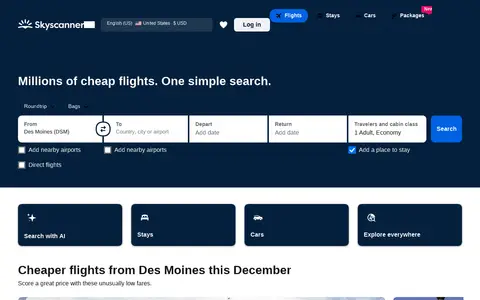 Skyscanner
English (US) United States · $ USD
Log in
Flights
Stays
Cars
Packages
New
Millions of cheap flights. One simple search.
Roundtrip
Bags
From
Des Moines (DSM)
To
Country, city or airport
Depart
Add date
Return
Add date
Travelers and cabin class
1 Adult, Economy
Search
Add nearby airports
Add nearby airports
Add a place to stay
Direct flights
Search with AI
Stays
Cars
Explore everywhere
Cheaper flights from Des Moines this December
Score a great price with these unusually low fares.